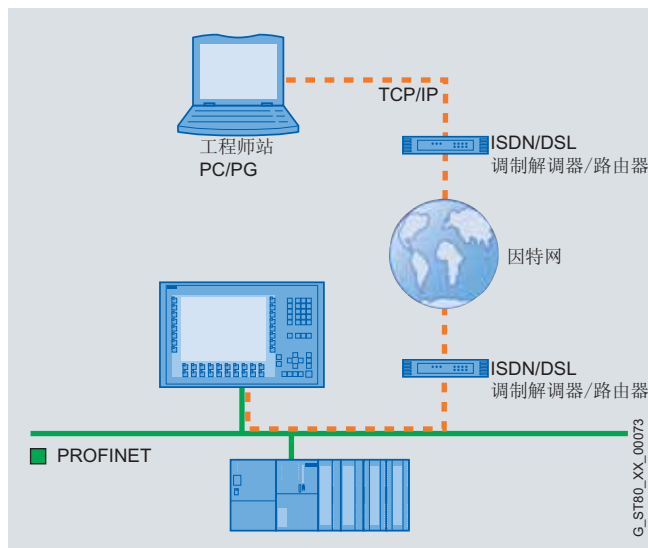 TCP/IP
工程师站
PC/PG
ISDN/DSL
调制解调器/路由器
因特网
ISDN/DSL
调制解调器/路由器
PROFINET
G_ST80_XX_00073